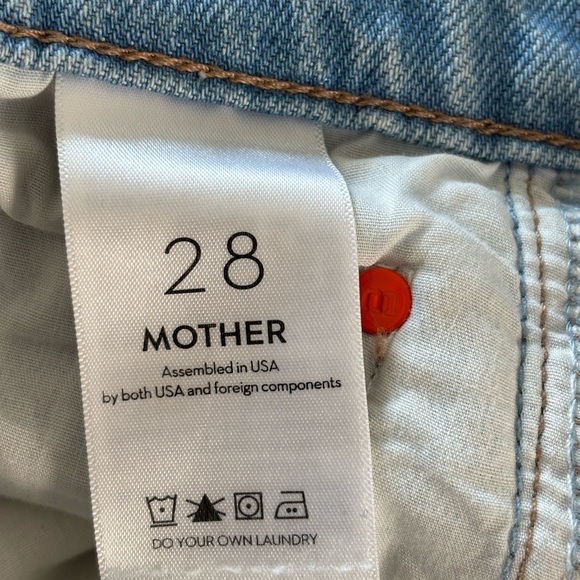 28
MOTHER
Assembled in USA
by both USA and foreign components
DO YOUR OWN LAUNDRY